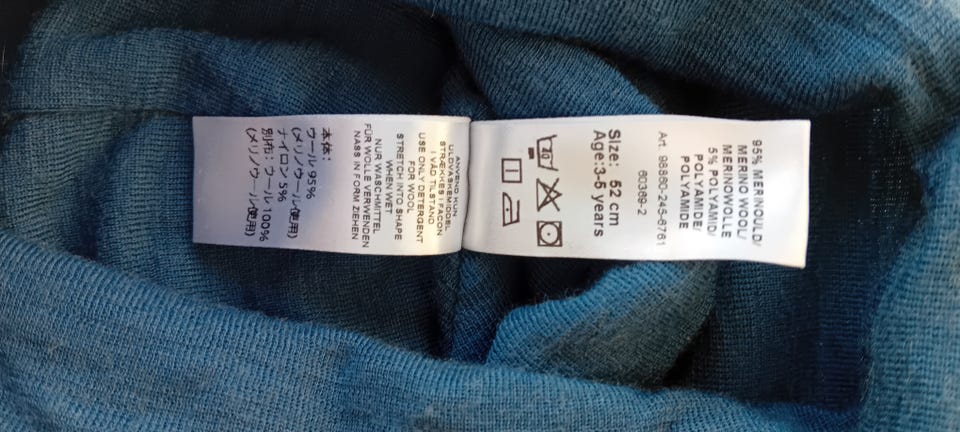 95% MERINOULD/
MERINO WOOL/
MERINOWOLLE
5% POLYAMID/
POLYAMIDE/
POLYAMIDE
Art. 98860-245-6761
60369-2
Size: 52 cm
Age:3-5 years
ANVEND KUN
ULDVASKEMIDDEL
STRÆKKES I FACON
I VÅD TILSTAND
USE ONLY DETERGENT
FOR WOOL
STRETCH INTO SHAPE
WHEN WET
NUR WASCHMITTEL
FÜR WOLLE VERWENDEN
NASS IN FORM ZIEHEN
本体:
ウール 95%
(メリノウール使用)
ナイロン 5%
別布: ウール 100%
(メリノウール使用)